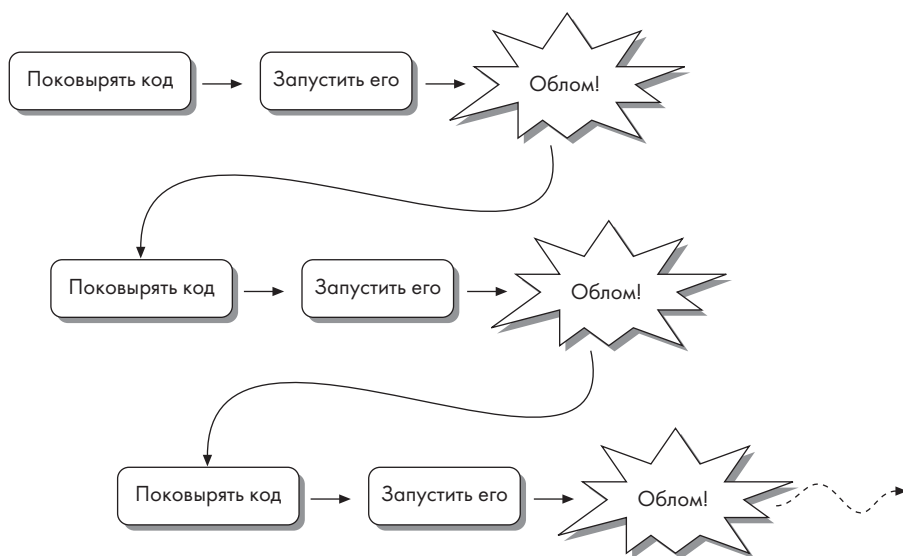 Поковырять код
Запустить его
Облом!
Поковырять код
Запустить его
Облом!
Поковырять код
Запустить его
Облом!